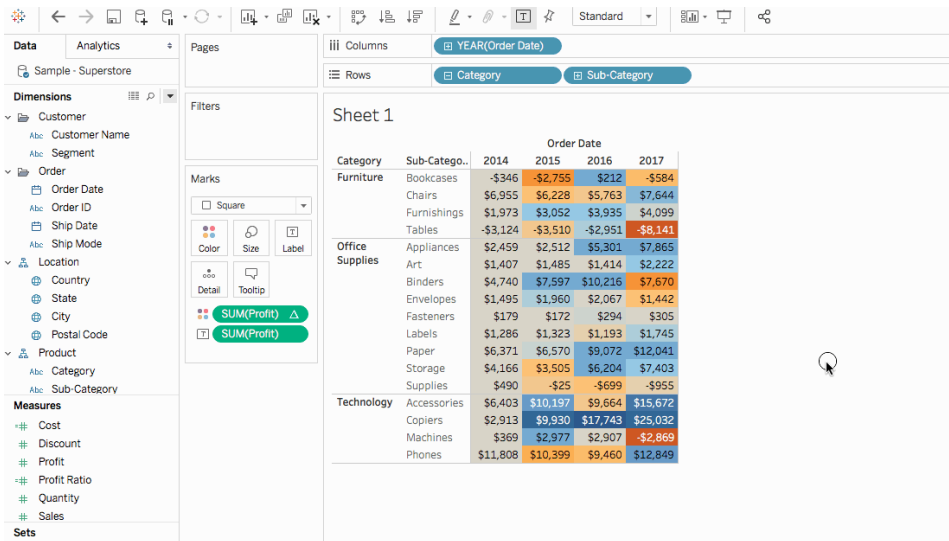 Standard
Data Analytics
Sample - Superstore
Dimensions
Customer
Abc Customer Name
Abc Segment
Order
Order Date
Abc Order ID
Ship Date
Abc Ship Mode
Location
Country
State
City
Postal Code
Product
Abc Category
Abc Sub-Category
Measures
Cost
Discount
Profit
Profit Ratio
Quantity
Sales
Sets
Pages
Filters
Marks
Square
Color Size Label
Detail Tooltip
SUM(Profit)
SUM(Profit)
iii Columns YEAR(Order Date)
Rows Category Sub-Category
Sheet 1
Order Date
Category Sub-Catego.. 2014 2015 2016 2017
Furniture Bookcases -$346 -$2,755 $212 -$584
Chairs $6,955 $6,228 $5,763 $7,644
Furnishings $1,973 $3,052 $3,935 $4,099
Tables -$3,124 -$3,510 -$2,951 -$8,141
Office Supplies Appliances $2,459 $2,512 $5,301 $7,865
Art $1,407 $1,485 $1,414 $2,222
Binders $4,740 $7,597 $10,216 $7,670
Envelopes $1,495 $1,960 $2,067 $1,442
Fasteners $179 $172 $294 $305
Labels $1,286 $1,323 $1,193 $1,745
Paper $6,371 $6,570 $9,072 $12,041
Storage $4,166 $3,505 $6,204 $7,403
Supplies $490 -$25 -$699 -$955
Technology Accessories $6,403 $10,197 $9,664 $15,672
Copiers $2,913 $9,930 $17,743 $25,032
Machines $369 $2,977 $2,907 -$2,869
Phones $11,808 $10,399 $9,460 $12,849